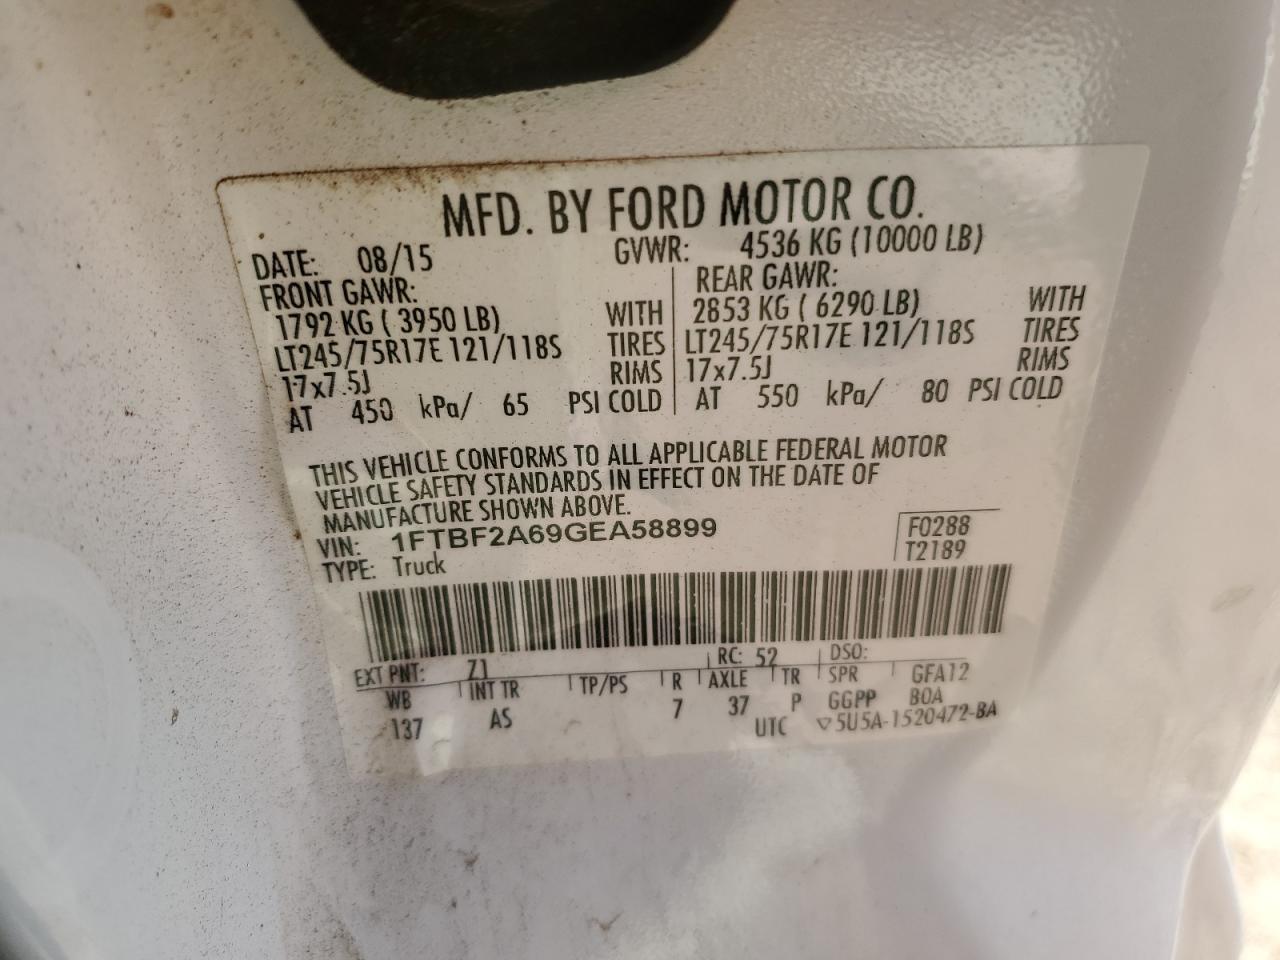 MFD. BY FORD MOTOR CO.
DATE: 08/15 GVWR: 4536 KG (10000 LB)
FRONT GAWR: REAR GAWR:
1792 KG ( 3950 LB) WITH 2853 KG ( 6290 LB) WITH
LT245/75R17E 121/118S TIRES LT245/75R17E 121/118S TIRES
17x7.5J RIMS 17x7.5J RIMS
AT 450 kPa/ 65 PSI COLD AT 550 kPa/ 80 PSI COLD
THIS VEHICLE CONFORMS TO ALL APPLICABLE FEDERAL MOTOR
VEHICLE SAFETY STANDARDS IN EFFECT ON THE DATE OF
MANUFACTURE SHOWN ABOVE.
VIN: 1FTBF2A69GEA58899 F0288
TYPE: Truck T2189
EXT PNT: Z1 RC: 52 DSO:
WB INT TR TP/PS R AXLE TR SPR GFA12
137 AS 7 37 P GGPP BOA
UTC ▽5U5A-1520472-BA